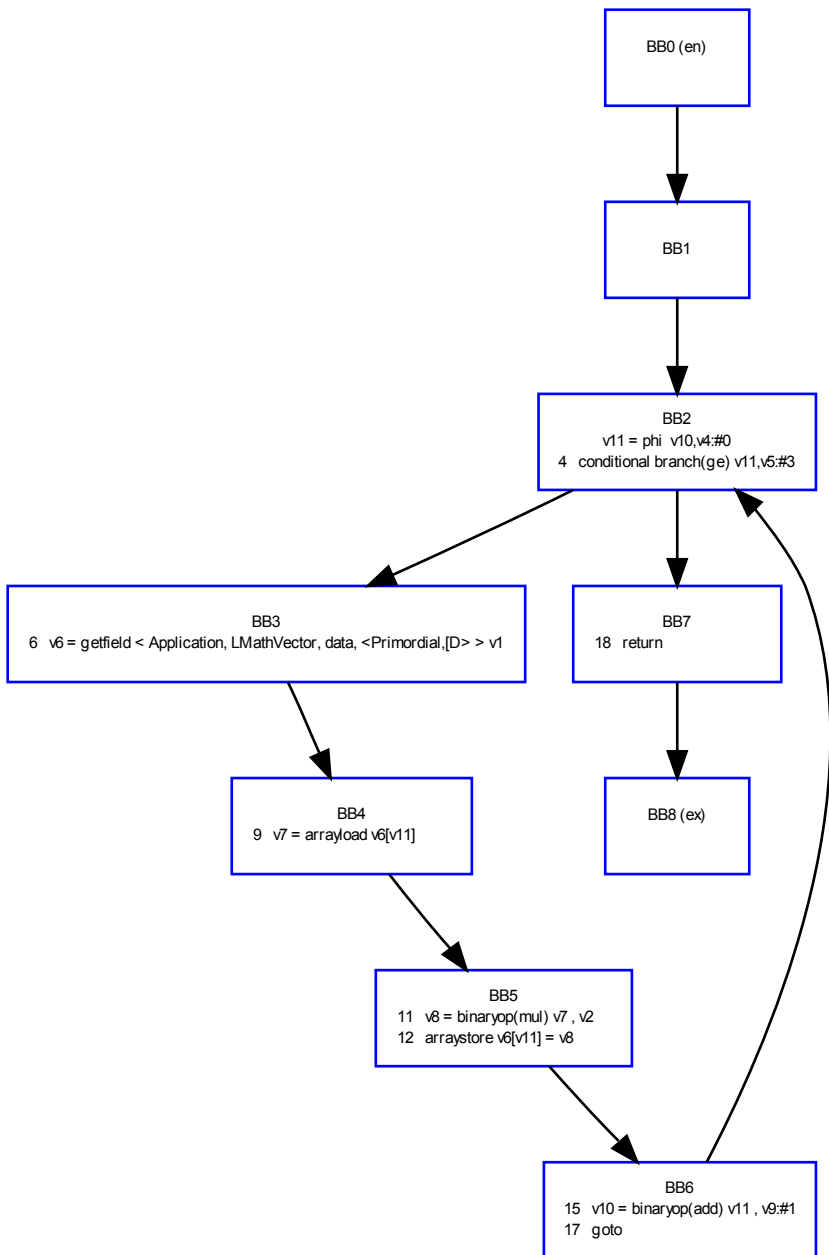 BB0 (en)
BB1
BB2
v11 = phi v10,v4:#0
4 conditional branch(ge) v11,v5:#3
BB3
6 v6 = getfield < Application, LMathVector, data, <Primordial,[D> > v1
BB7
18 return
BB4
9 v7 = arrayload v6[v11]
BB8 (ex)
BB5
11 v8 = binaryop(mul) v7 , v2
12 arraystore v6[v11] = v8
BB6
15 v10 = binaryop(add) v11 , v9:#1
17 goto